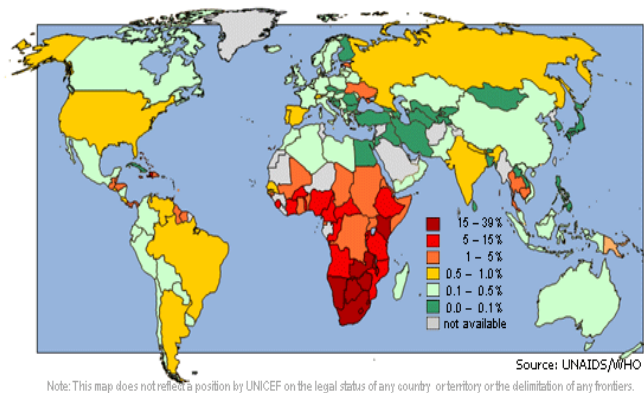 15 – 39%
5 – 15%
1 – 5%
0.5 – 1.0%
0.1 – 0.5%
0.0 – 0.1%
not available
Source: UNAIDS/WHO
Note: This map does not reflect a position by UNICEF on the legal status of any country or territory or the delimitation of any frontiers.